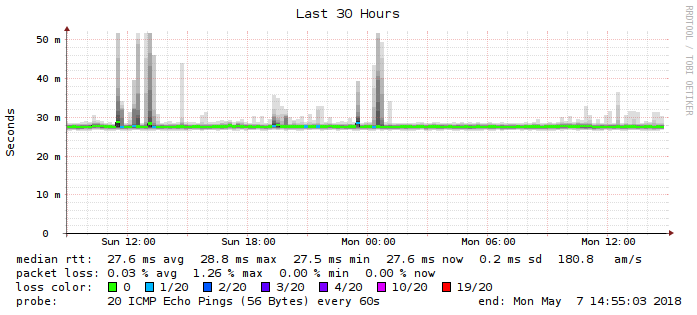 Last 30 Hours
RRDTOOL / TOBI OETIKER
Seconds
50 m
40 m
30 m
20 m
10 m
0
Sun 12:00 Sun 18:00 Mon 00:00 Mon 06:00 Mon 12:00
median rtt: 27.6 ms avg 28.8 ms max 27.5 ms min 27.6 ms now 0.2 ms sd 180.8 am/s
packet loss: 0.03 % avg 1.26 % max 0.00 % min 0.00 % now
loss color: 0 1/20 2/20 3/20 4/20 10/20 19/20
probe: 20 ICMP Echo Pings (56 Bytes) every 60s end: Mon May 7 14:55:03 2018